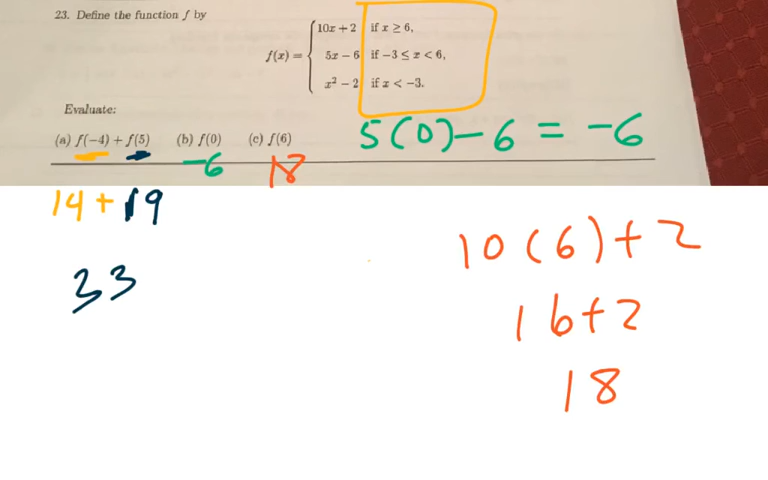 23. Define the function f by
f(x) = { 10x + 2 if x ≥ 6,
5x − 6 if −3 ≤ x < 6,
x² − 2 if x < −3.
Evaluate:
(a) f(−4) + f(5) (b) f(0) (c) f(6)
5(0) − 6 = −6
−6
18
14 + 19
33
10(6) + 2
16 + 2
18